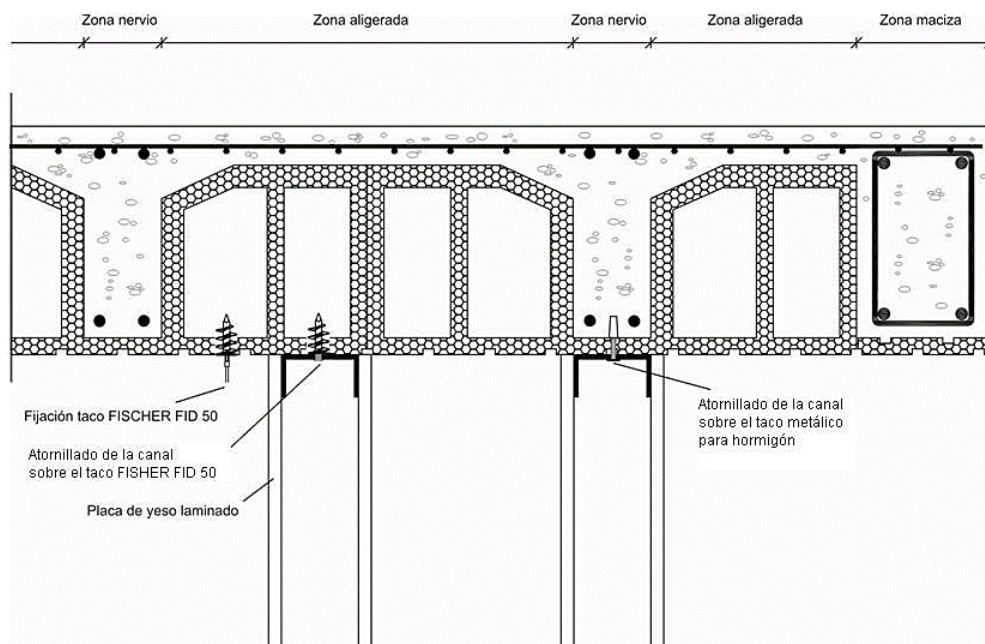 Zona nervio
Zona aligerada
Zona nervio
Zona aligerada
Zona maciza
Fijación taco FISCHER FID 50
Atornillado de la canal
sobre el taco FISHER FID 50
Placa de yeso laminado
Atornillado de la canal
sobre el taco metálico
para hormigón